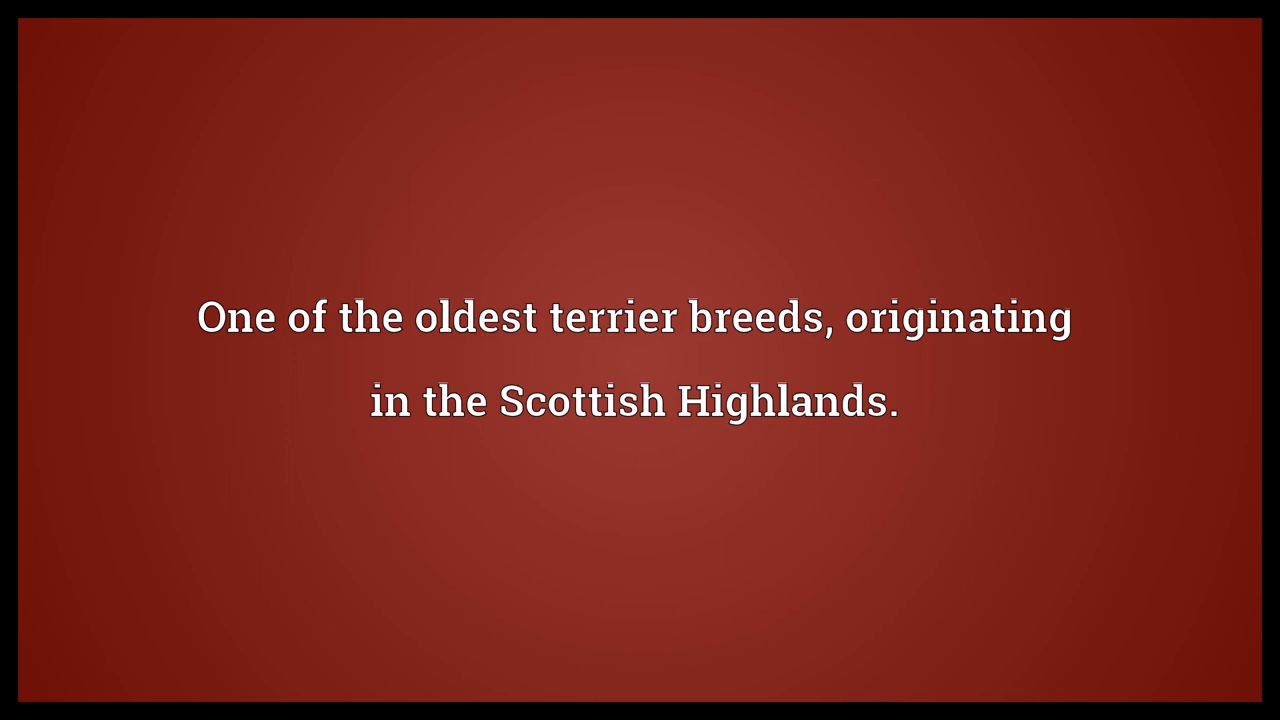 One of the oldest terrier breeds, originating
in the Scottish Highlands.